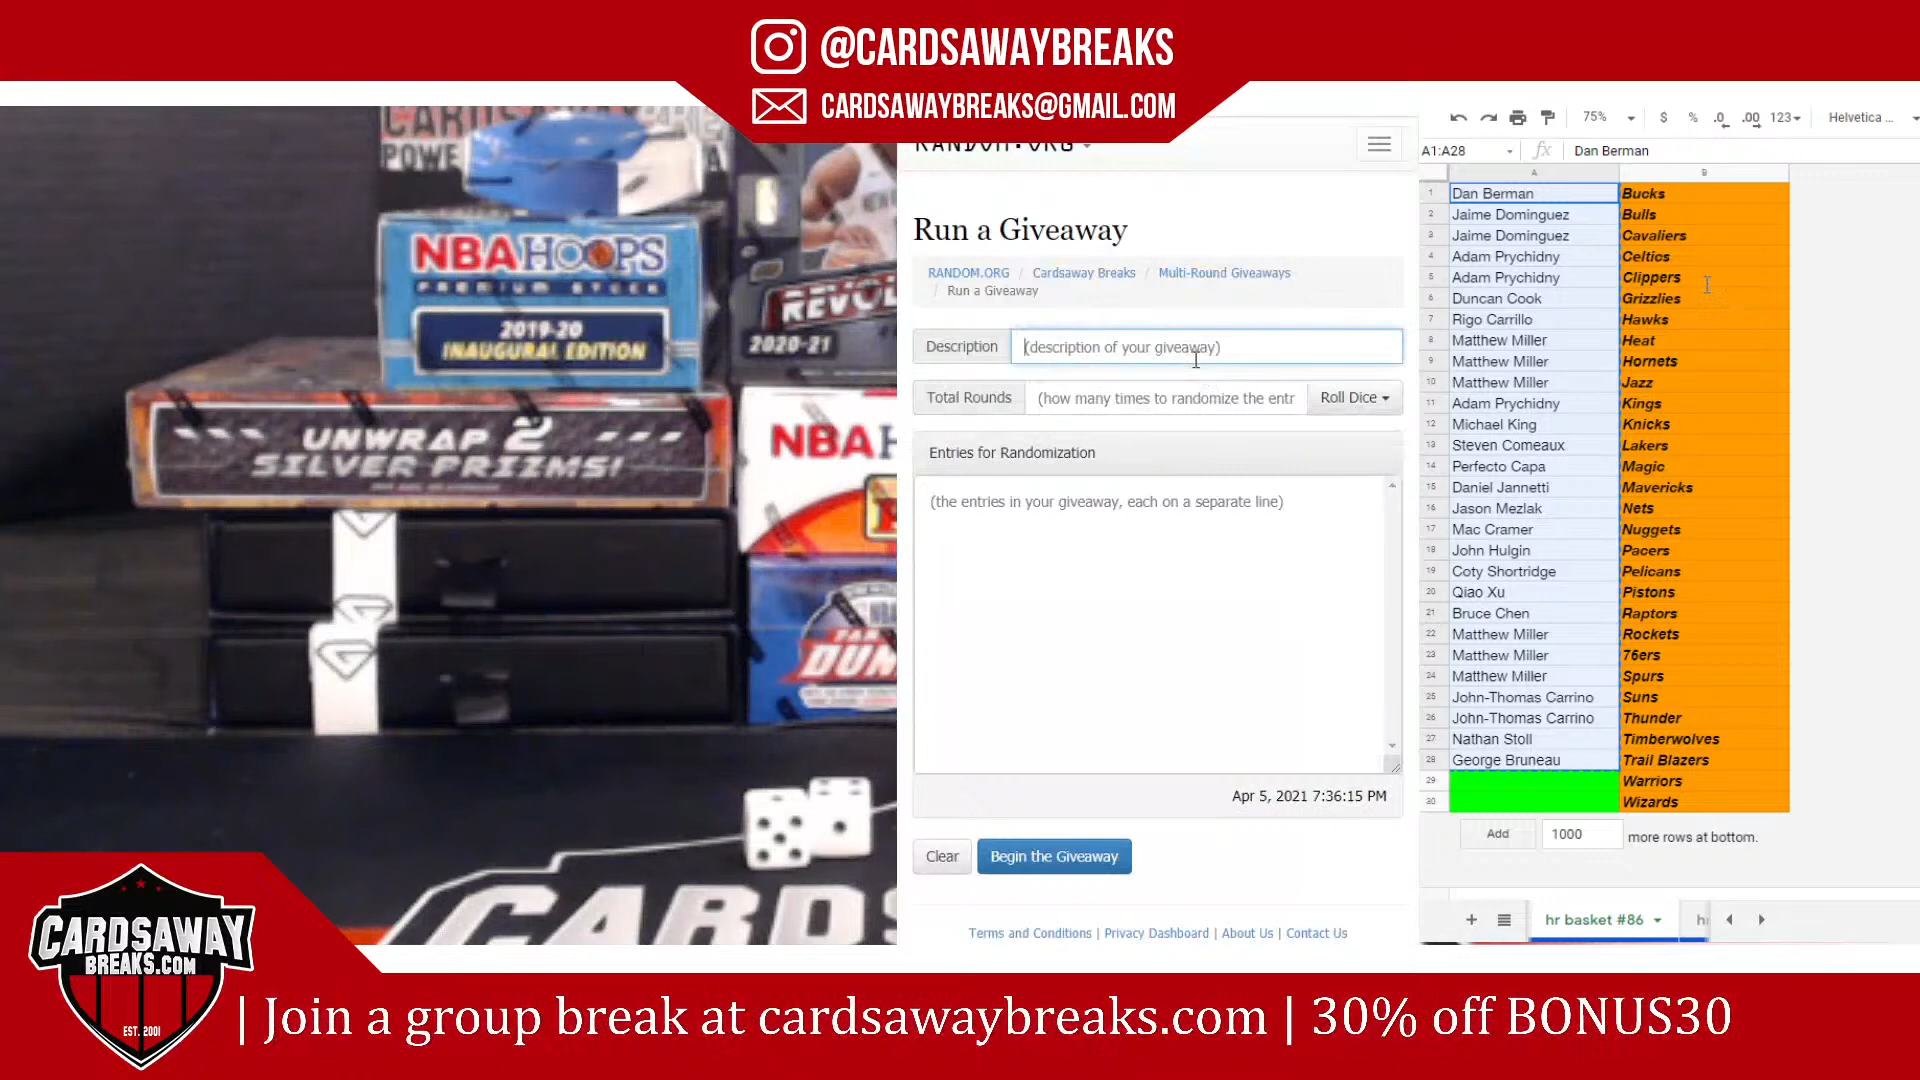 @CARDSAWAYBREAKS
CARDSAWAYBREAKS@GMAIL.COM
CARDS
POWE
NBA HOOPS
PREMIUM STOCK
2019-20
INAUGURAL EDITION
REVOL
2020-21
UNWRAP 2
SILVER PRIZMS!
NBA H
DUN
CARDS
RANDOM.ORG
Run a Giveaway
RANDOM.ORG / Cardsaway Breaks / Multi-Round Giveaways
/ Run a Giveaway
Description (description of your giveaway)
Total Rounds (how many times to randomize the entr Roll Dice
Entries for Randomization
(the entries in your giveaway, each on a separate line)
Apr 5, 2021 7:36:15 PM
Clear Begin the Giveaway
Terms and Conditions | Privacy Dashboard | About Us | Contact Us
75% $ % .0 .00 123 Helvetica ...
A1:A28 fx Dan Berman
A B
1 Dan Berman Bucks
2 Jaime Dominguez Bulls
3 Jaime Dominguez Cavaliers
4 Adam Prychidny Celtics
5 Adam Prychidny Clippers
6 Duncan Cook Grizzlies
7 Rigo Carrillo Hawks
8 Matthew Miller Heat
9 Matthew Miller Hornets
10 Matthew Miller Jazz
11 Adam Prychidny Kings
12 Michael King Knicks
13 Steven Comeaux Lakers
14 Perfecto Capa Magic
15 Daniel Jannetti Mavericks
16 Jason Mezlak Nets
17 Mac Cramer Nuggets
18 John Hulgin Pacers
19 Coty Shortridge Pelicans
20 Qiao Xu Pistons
21 Bruce Chen Raptors
22 Matthew Miller Rockets
23 Matthew Miller 76ers
24 Matthew Miller Spurs
25 John-Thomas Carrino Suns
26 John-Thomas Carrino Thunder
27 Nathan Stoll Timberwolves
28 George Bruneau Trail Blazers
29 Warriors
30 Wizards
Add 1000 more rows at bottom.
+ hr basket #86 hr
CARDSAWAY
BREAKS.COM
EST. 2001
| Join a group break at cardsawaybreaks.com | 30% off BONUS30